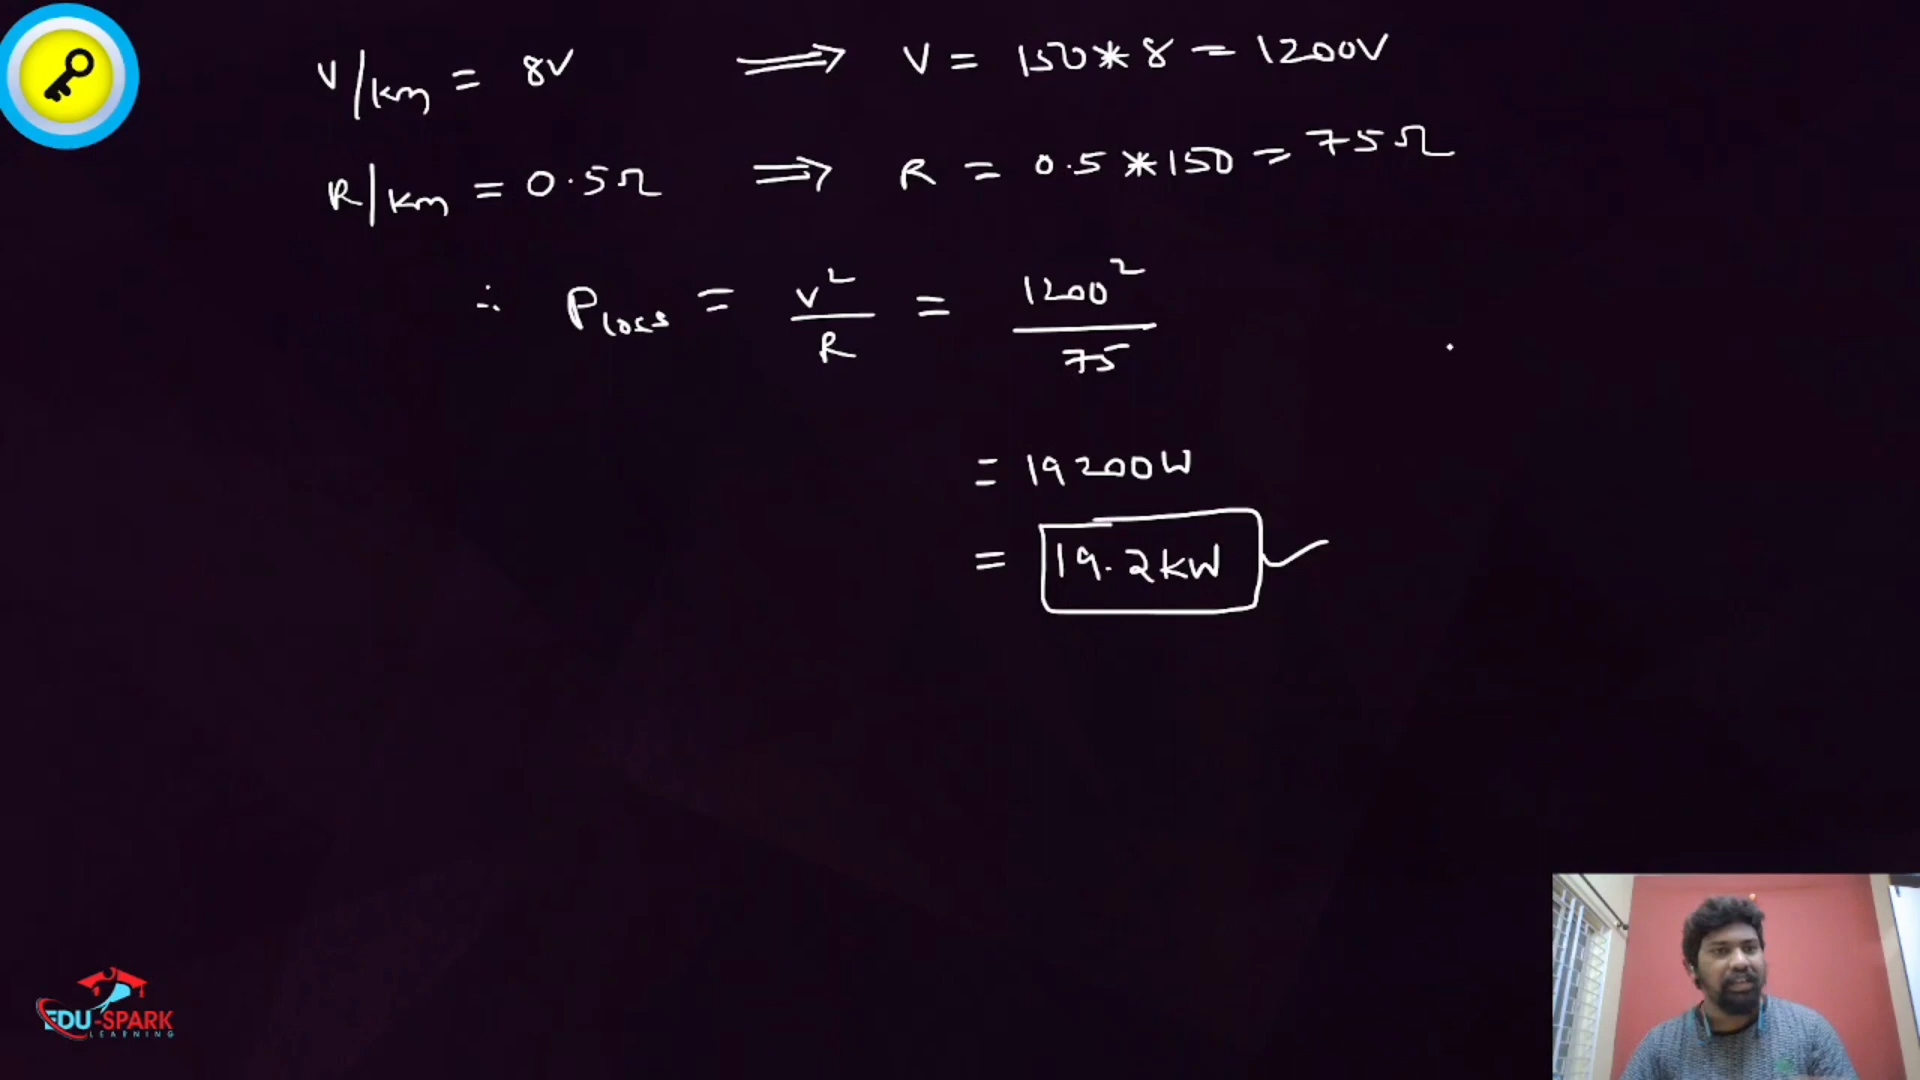 V/km = 8V ⟹ V = 150*8 = 1200V
R/km = 0.5Ω ⟹ R = 0.5*150 = 75Ω
∴ Ploss = V²/R = 1200²/75
= 19200W
= 19.2kW
EDU-SPARK
LEARNING